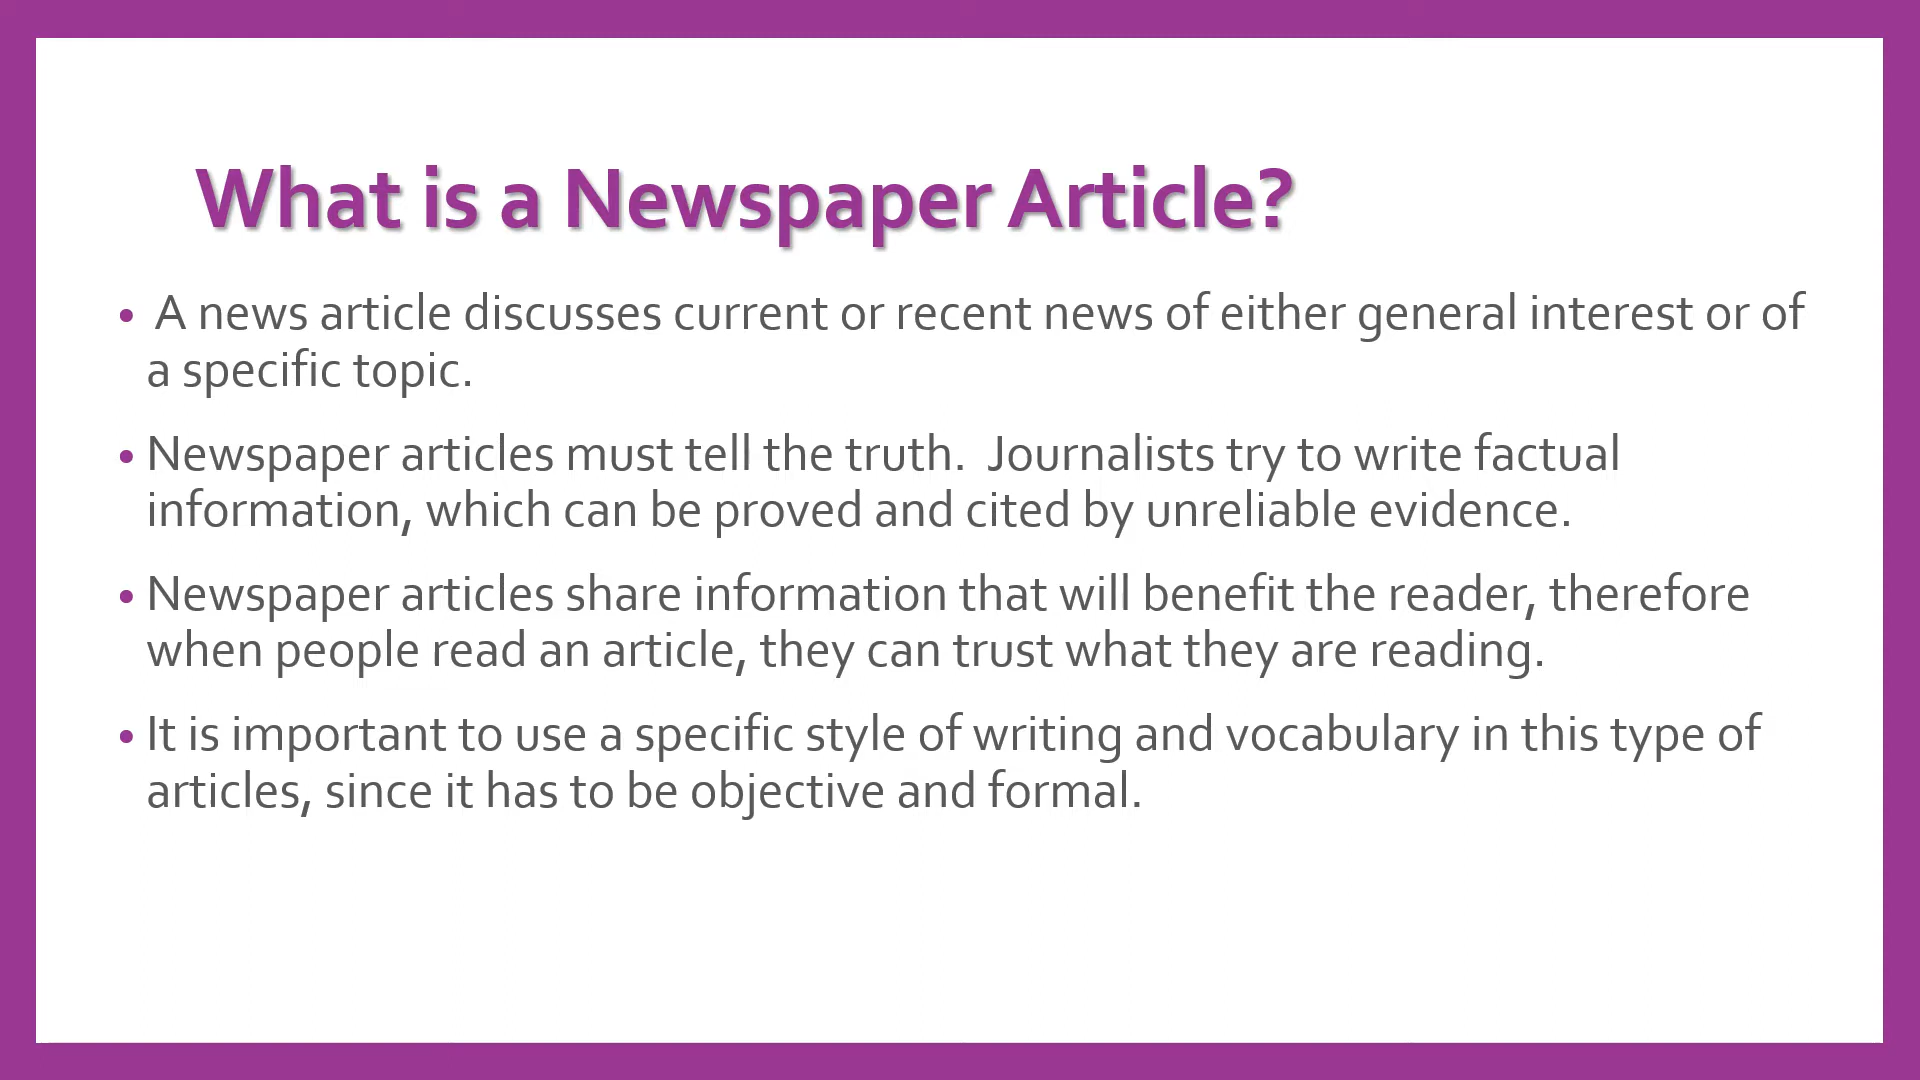 What is a Newspaper Article?
• A news article discusses current or recent news of either general interest or of
a specific topic.
• Newspaper articles must tell the truth.  Journalists try to write factual
information, which can be proved and cited by unreliable evidence.
• Newspaper articles share information that will benefit the reader, therefore
when people read an article, they can trust what they are reading.
• It is important to use a specific style of writing and vocabulary in this type of
articles, since it has to be objective and formal.